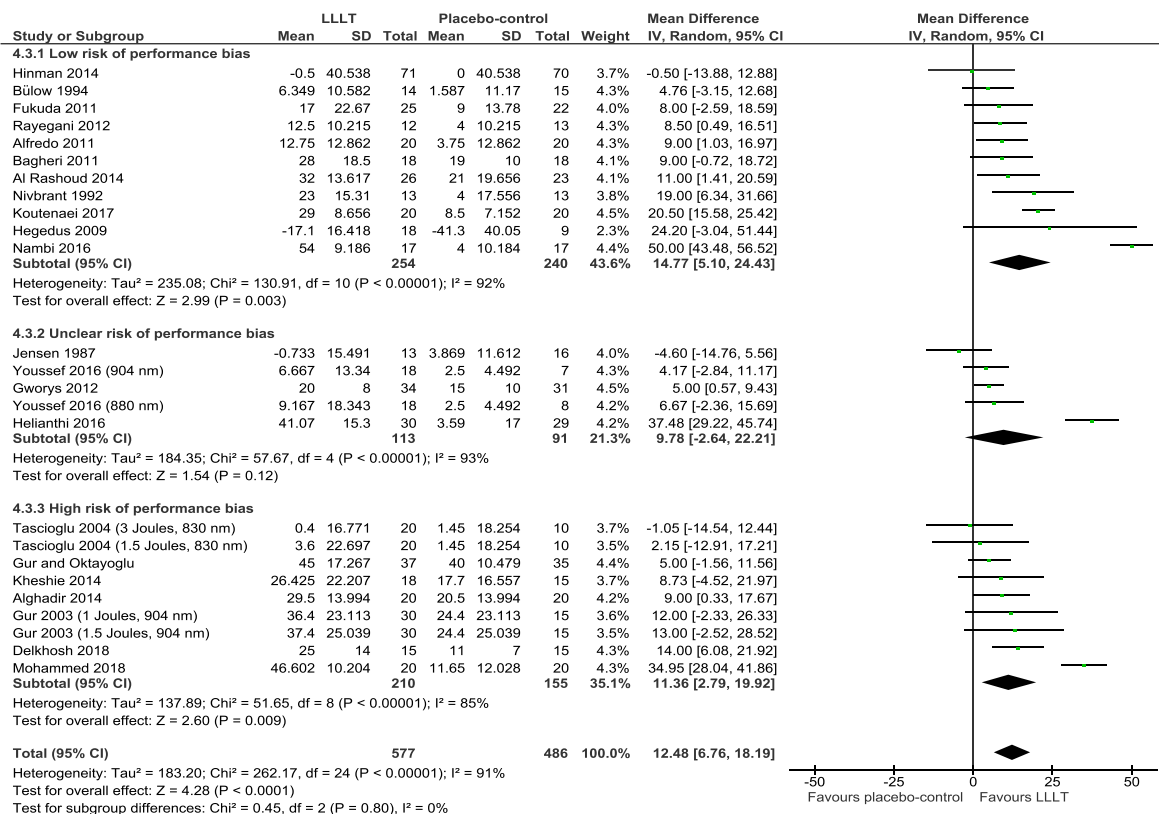 LLLT Placebo-control Mean Difference Mean Difference
Study or Subgroup Mean SD Total Mean SD Total Weight IV, Random, 95% CI IV, Random, 95% CI
4.3.1 Low risk of performance bias
Hinman 2014 -0.5 40.538 71 0 40.538 70 3.7% -0.50 [-13.88, 12.88]
Bülow 1994 6.349 10.582 14 1.587 11.17 15 4.3% 4.76 [-3.15, 12.68]
Fukuda 2011 17 22.67 25 9 13.78 22 4.0% 8.00 [-2.59, 18.59]
Rayegani 2012 12.5 10.215 12 4 10.215 13 4.3% 8.50 [0.49, 16.51]
Alfredo 2011 12.75 12.862 20 3.75 12.862 20 4.3% 9.00 [1.03, 16.97]
Bagheri 2011 28 18.5 18 19 10 18 4.1% 9.00 [-0.72, 18.72]
Al Rashoud 2014 32 13.617 26 21 19.656 23 4.1% 11.00 [1.41, 20.59]
Nivbrant 1992 23 15.31 13 4 17.556 13 3.8% 19.00 [6.34, 31.66]
Koutenaei 2017 29 8.656 20 8.5 7.152 20 4.5% 20.50 [15.58, 25.42]
Hegedus 2009 -17.1 16.418 18 -41.3 40.05 9 2.3% 24.20 [-3.04, 51.44]
Nambi 2016 54 9.186 17 4 10.184 17 4.4% 50.00 [43.48, 56.52]
Subtotal (95% CI) 254 240 43.6% 14.77 [5.10, 24.43]
Heterogeneity: Tau² = 235.08; Chi² = 130.91, df = 10 (P < 0.00001); I² = 92%
Test for overall effect: Z = 2.99 (P = 0.003)
4.3.2 Unclear risk of performance bias
Jensen 1987 -0.733 15.491 13 3.869 11.612 16 4.0% -4.60 [-14.76, 5.56]
Youssef 2016 (904 nm) 6.667 13.34 18 2.5 4.492 7 4.3% 4.17 [-2.84, 11.17]
Gworys 2012 20 8 34 15 10 31 4.5% 5.00 [0.57, 9.43]
Youssef 2016 (880 nm) 9.167 18.343 18 2.5 4.492 8 4.2% 6.67 [-2.36, 15.69]
Helianthi 2016 41.07 15.3 30 3.59 17 29 4.2% 37.48 [29.22, 45.74]
Subtotal (95% CI) 113 91 21.3% 9.78 [-2.64, 22.21]
Heterogeneity: Tau² = 184.35; Chi² = 57.67, df = 4 (P < 0.00001); I² = 93%
Test for overall effect: Z = 1.54 (P = 0.12)
4.3.3 High risk of performance bias
Tascioglu 2004 (3 Joules, 830 nm) 0.4 16.771 20 1.45 18.254 10 3.7% -1.05 [-14.54, 12.44]
Tascioglu 2004 (1.5 Joules, 830 nm) 3.6 22.697 20 1.45 18.254 10 3.5% 2.15 [-12.91, 17.21]
Gur and Oktayoglu 45 17.267 37 40 10.479 35 4.4% 5.00 [-1.56, 11.56]
Kheshie 2014 26.425 22.207 18 17.7 16.557 15 3.7% 8.73 [-4.52, 21.97]
Alghadir 2014 29.5 13.994 20 20.5 13.994 20 4.2% 9.00 [0.33, 17.67]
Gur 2003 (1 Joules, 904 nm) 36.4 23.113 30 24.4 23.113 15 3.6% 12.00 [-2.33, 26.33]
Gur 2003 (1.5 Joules, 904 nm) 37.4 25.039 30 24.4 25.039 15 3.5% 13.00 [-2.52, 28.52]
Delkhosh 2018 25 14 15 11 7 15 4.3% 14.00 [6.08, 21.92]
Mohammed 2018 46.602 10.204 20 11.65 12.028 20 4.3% 34.95 [28.04, 41.86]
Subtotal (95% CI) 210 155 35.1% 11.36 [2.79, 19.92]
Heterogeneity: Tau² = 137.89; Chi² = 51.65, df = 8 (P < 0.00001); I² = 85%
Test for overall effect: Z = 2.60 (P = 0.009)
Total (95% CI) 577 486 100.0% 12.48 [6.76, 18.19]
Heterogeneity: Tau² = 183.20; Chi² = 262.17, df = 24 (P < 0.00001); I² = 91%
Test for overall effect: Z = 4.28 (P < 0.0001)
Test for subgroup differences: Chi² = 0.45, df = 2 (P = 0.80), I² = 0%
-50 -25 0 25 50
Favours placebo-control Favours LLLT